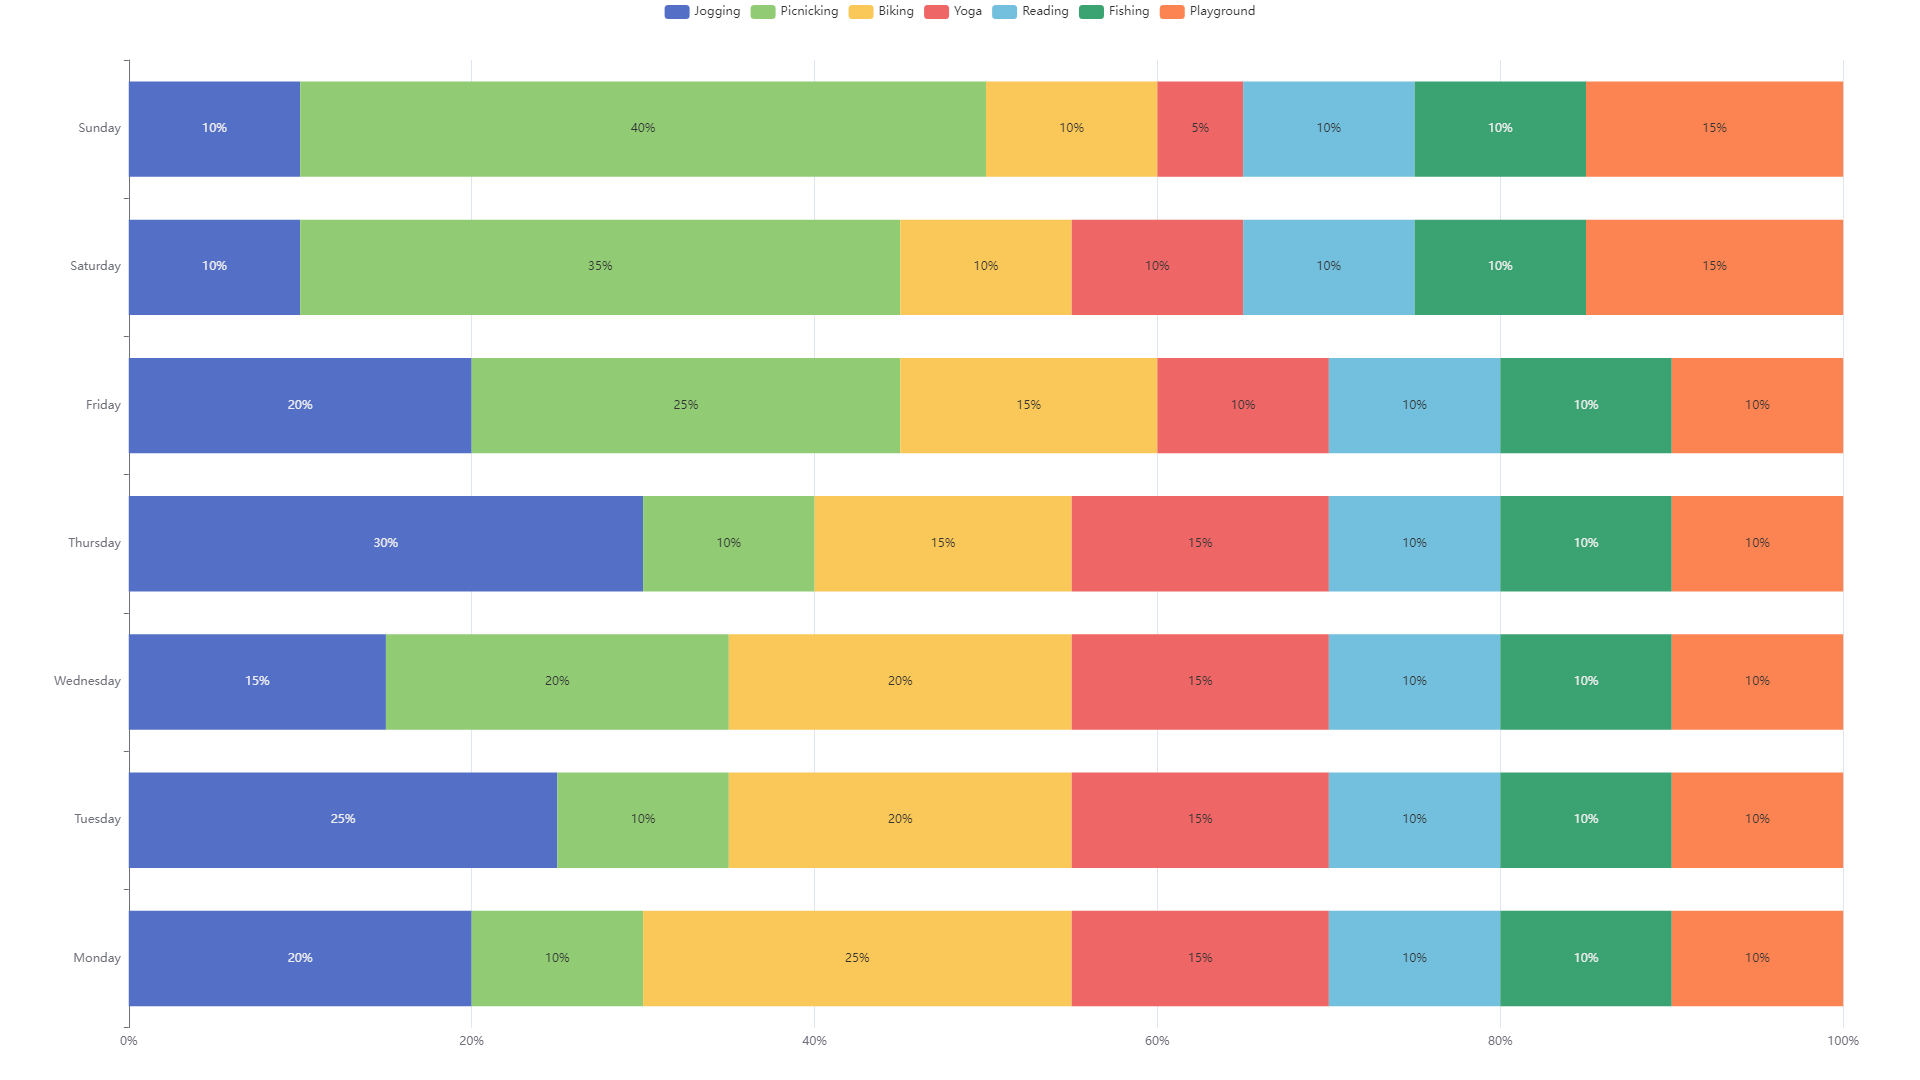 Jogging Picnicking Biking Yoga Reading Fishing Playground
Sunday 10% 40% 10% 5% 10% 10% 15%
Saturday 10% 35% 10% 10% 10% 10% 15%
Friday 20% 25% 15% 10% 10% 10% 10%
Thursday 30% 10% 15% 15% 10% 10% 10%
Wednesday 15% 20% 20% 15% 10% 10% 10%
Tuesday 25% 10% 20% 15% 10% 10% 10%
Monday 20% 10% 25% 15% 10% 10% 10%
0% 20% 40% 60% 80% 100%